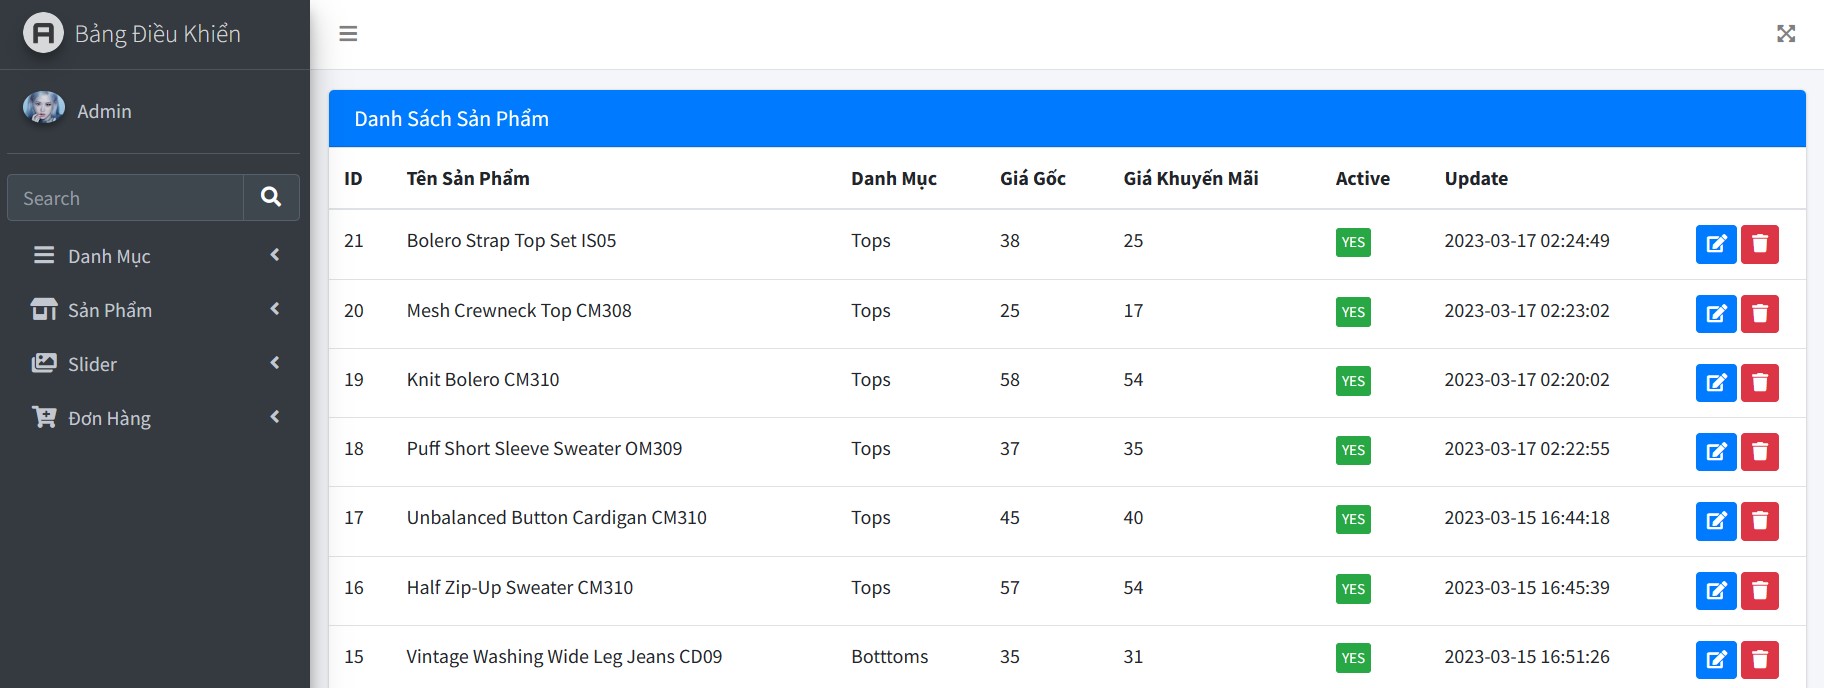 Bảng Điều Khiển
Admin
Search
Danh Mục
Sản Phẩm
Slider
Đơn Hàng
Danh Sách Sản Phẩm
ID Tên Sản Phẩm Danh Mục Giá Gốc Giá Khuyến Mãi Active Update
21 Bolero Strap Top Set IS05 Tops 38 25 YES 2023-03-17 02:24:49
20 Mesh Crewneck Top CM308 Tops 25 17 YES 2023-03-17 02:23:02
19 Knit Bolero CM310 Tops 58 54 YES 2023-03-17 02:20:02
18 Puff Short Sleeve Sweater OM309 Tops 37 35 YES 2023-03-17 02:22:55
17 Unbalanced Button Cardigan CM310 Tops 45 40 YES 2023-03-15 16:44:18
16 Half Zip-Up Sweater CM310 Tops 57 54 YES 2023-03-15 16:45:39
15 Vintage Washing Wide Leg Jeans CD09 Botttoms 35 31 YES 2023-03-15 16:51:26